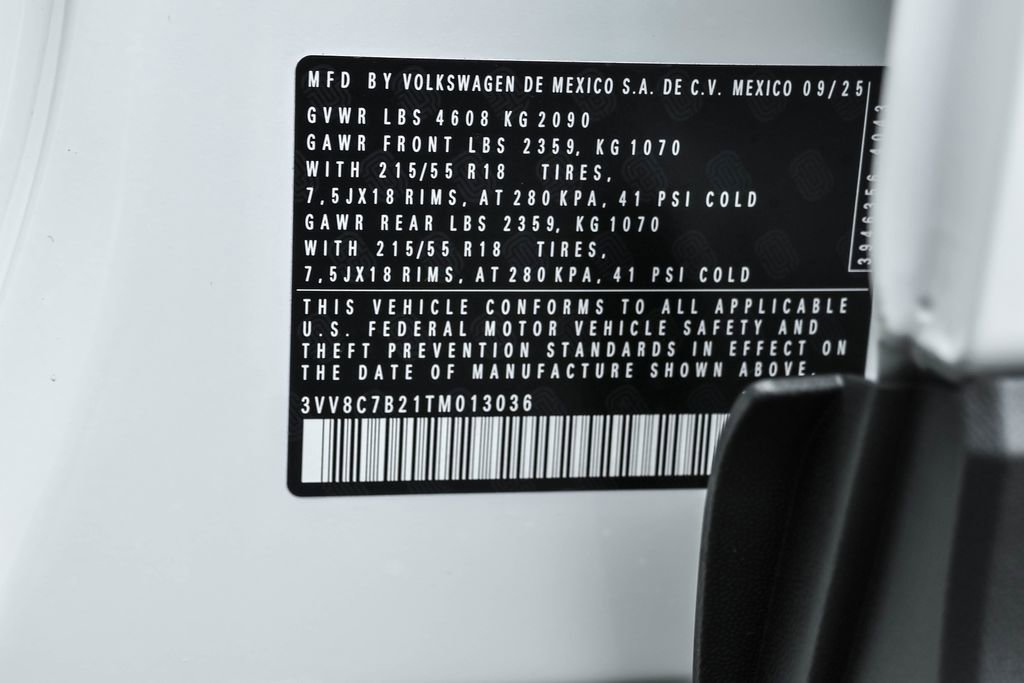 MFD BY VOLKSWAGEN DE MEXICO S.A. DE C.V. MEXICO 09/25
GVWR LBS 4608 KG 2090
GAWR FRONT LBS 2359, KG 1070
WITH 215/55 R18 TIRES,
7,5JX18 RIMS, AT 280 KPA, 41 PSI COLD
GAWR REAR LBS 2359, KG 1070
WITH 215/55 R18 TIRES,
7,5JX18 RIMS, AT 280 KPA, 41 PSI COLD
THIS VEHICLE CONFORMS TO ALL APPLICABLE
U.S. FEDERAL MOTOR VEHICLE SAFETY AND
THEFT PREVENTION STANDARDS IN EFFECT ON
THE DATE OF MANUFACTURE SHOWN ABOVE.
3VV8C7B21TM013036